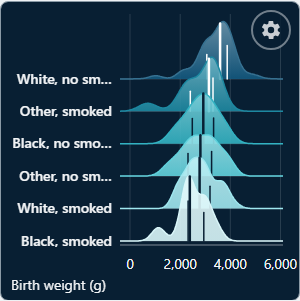 White, no sm...
Other, smoked
Black, no smo...
Other, no sm...
White, smoked
Black, smoked
0 2,000 4,000 6,000
Birth weight (g)